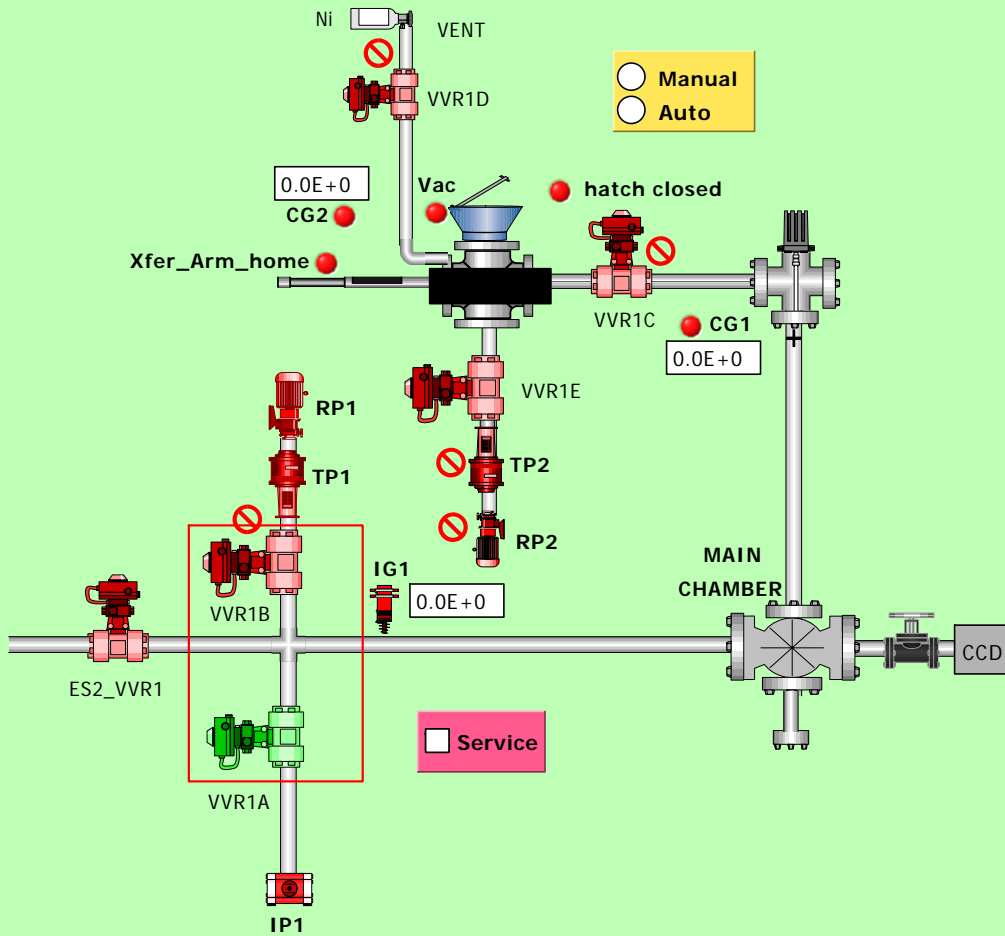 Ni
VENT
VVR1D
Manual
Auto
0.0E+0
CG2
Vac
hatch closed
Xfer_Arm_home
VVR1C
CG1
0.0E+0
VVR1E
RP1
TP1
TP2
RP2
IG1
0.0E+0
VVR1B
MAIN
CHAMBER
ES2_VVR1
CCD
Service
VVR1A
IP1